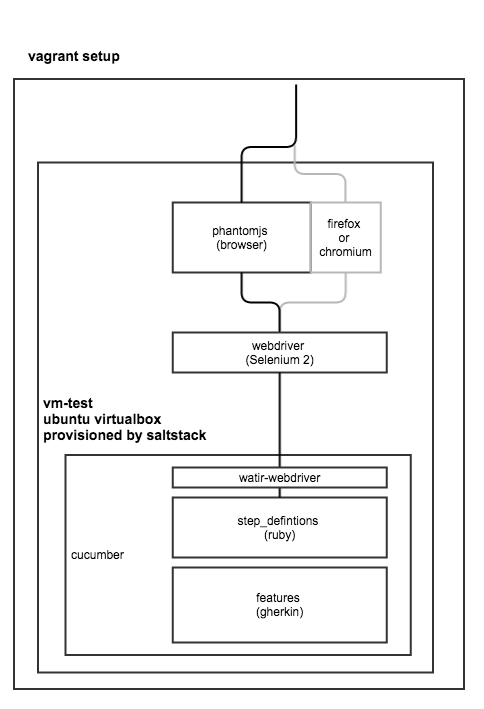 vagrant setup
phantomjs
(browser)
firefox
or
chromium
webdriver
(Selenium 2)
vm-test
ubuntu virtualbox
provisioned by saltstack
watir-webdriver
step_defintions
(ruby)
cucumber
features
(gherkin)